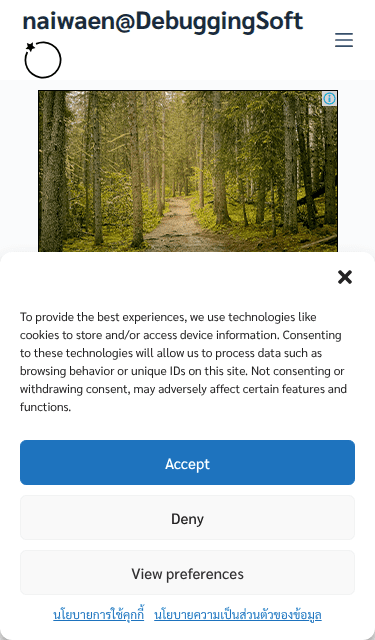 naiwaen@DebuggingSoft
To provide the best experiences, we use technologies like
cookies to store and/or access device information. Consenting
to these technologies will allow us to process data such as
browsing behavior or unique IDs on this site. Not consenting or
withdrawing consent, may adversely affect certain features and
functions.
Accept
Deny
View preferences
นโยบายการใช้คุกกี้ นโยบายความเป็นส่วนตัวของข้อมูล